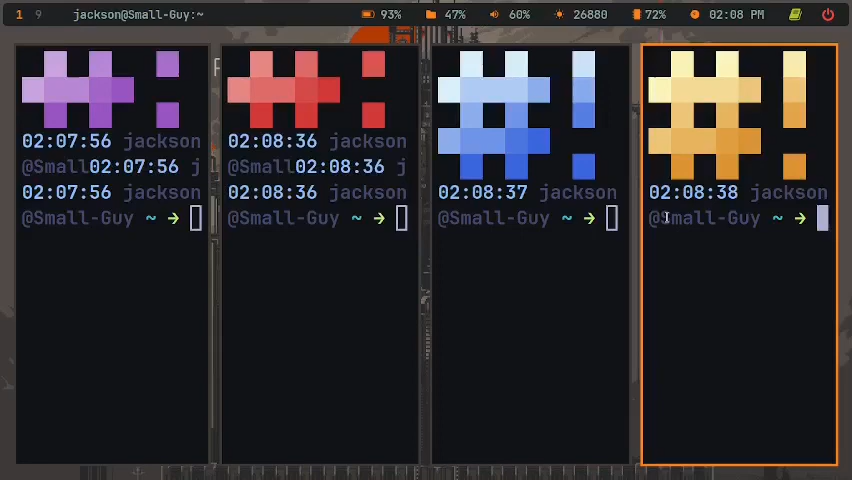 1 9 jackson@Small-Guy:~ 93% 47% 60% 26880 72% 02:08 PM
02:07:56 jackson
@Small02:07:56 j
02:07:56 jackson
@Small-Guy ~ →
02:08:36 jackson
@Small02:08:36 j
02:08:36 jackson
@Small-Guy ~ →
#!
02:08:37 jackson
@Small-Guy ~ →
#!
02:08:38 jackson
@Small-Guy ~ →